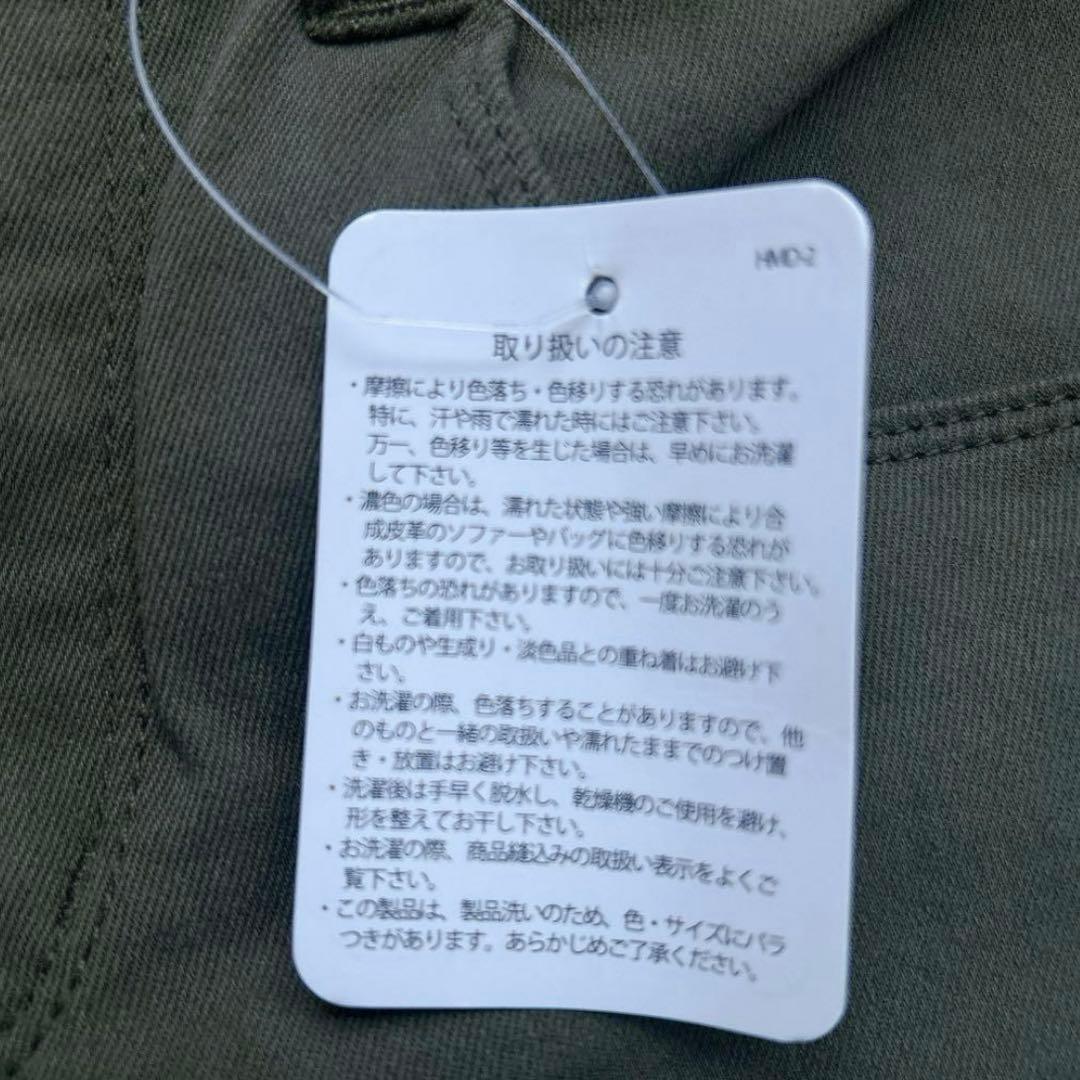 HMD-2
取り扱いの注意
・摩擦により色落ち・色移りする恐れがあります。
特に、汗や雨で濡れた時にはご注意下さい。
万一、色移り等を生じた場合は、早めにお洗濯
して下さい。
・濃色の場合は、濡れた状態や強い摩擦により合
成皮革のソファーやバッグに色移りする恐れが
ありますので、お取り扱いには十分ご注意下さい。
・色落ちの恐れがありますので、一度お洗濯のう
え、ご着用下さい。
・白ものや生成り・淡色品との重ね着はお避け下
さい。
・お洗濯の際、色落ちすることがありますので、他
のものと一緒の取扱いや濡れたままでのつけ置
き・放置はお避け下さい。
・洗濯後は手早く脱水し、乾燥機のご使用を避け、
形を整えてお干し下さい。
・お洗濯の際、商品縫込みの取扱い表示をよくご
覧下さい。
・この製品は、製品洗いのため、色・サイズにバラ
つきがあります。あらかじめご了承ください。